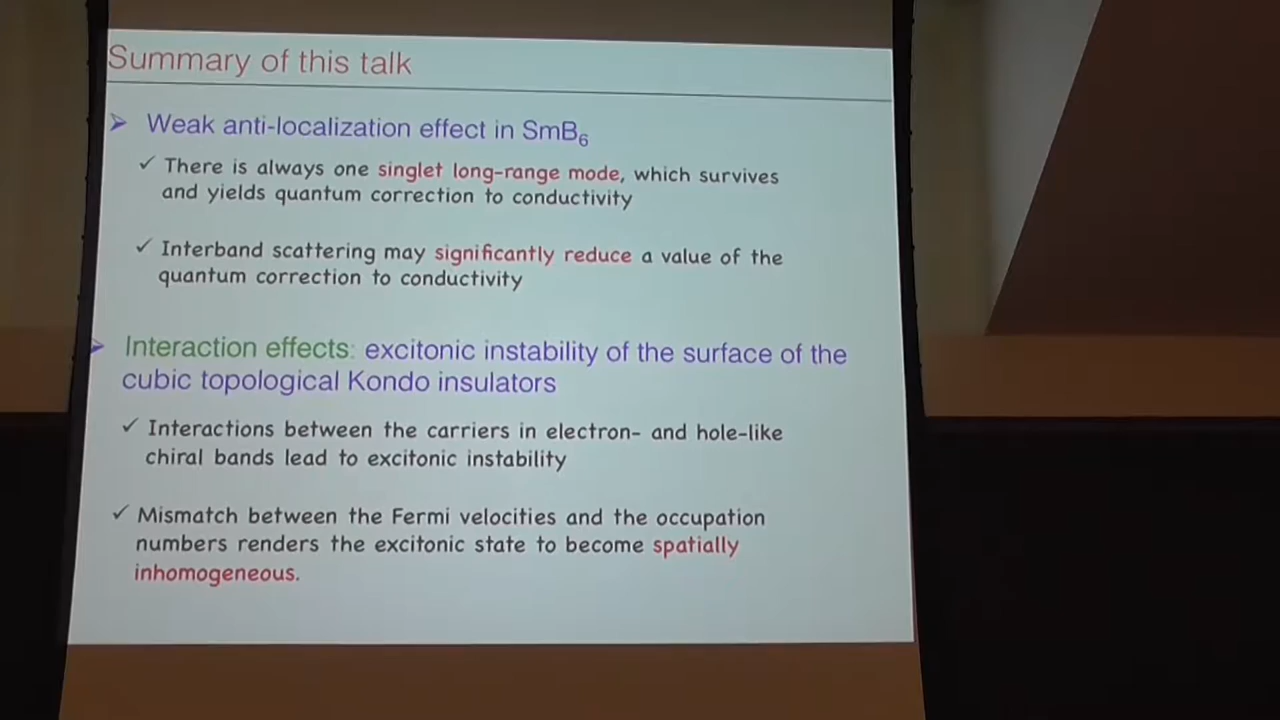 Summary of this talk
➢ Weak anti-localization effect in SmB₆
✓ There is always one singlet long-range mode, which survives
and yields quantum correction to conductivity
✓ Interband scattering may significantly reduce a value of the
quantum correction to conductivity
➢ Interaction effects: excitonic instability of the surface of the
cubic topological Kondo insulators
✓ Interactions between the carriers in electron- and hole-like
chiral bands lead to excitonic instability
✓ Mismatch between the Fermi velocities and the occupation
numbers renders the excitonic state to become spatially
inhomogeneous.